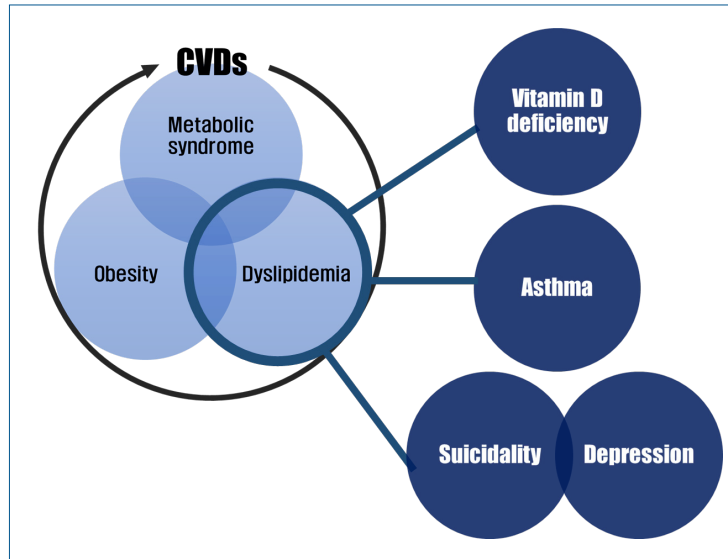 CVDs
Metabolic
syndrome
Obesity
Dyslipidemia
Vitamin D
deficiency
Asthma
Suicidality
Depression